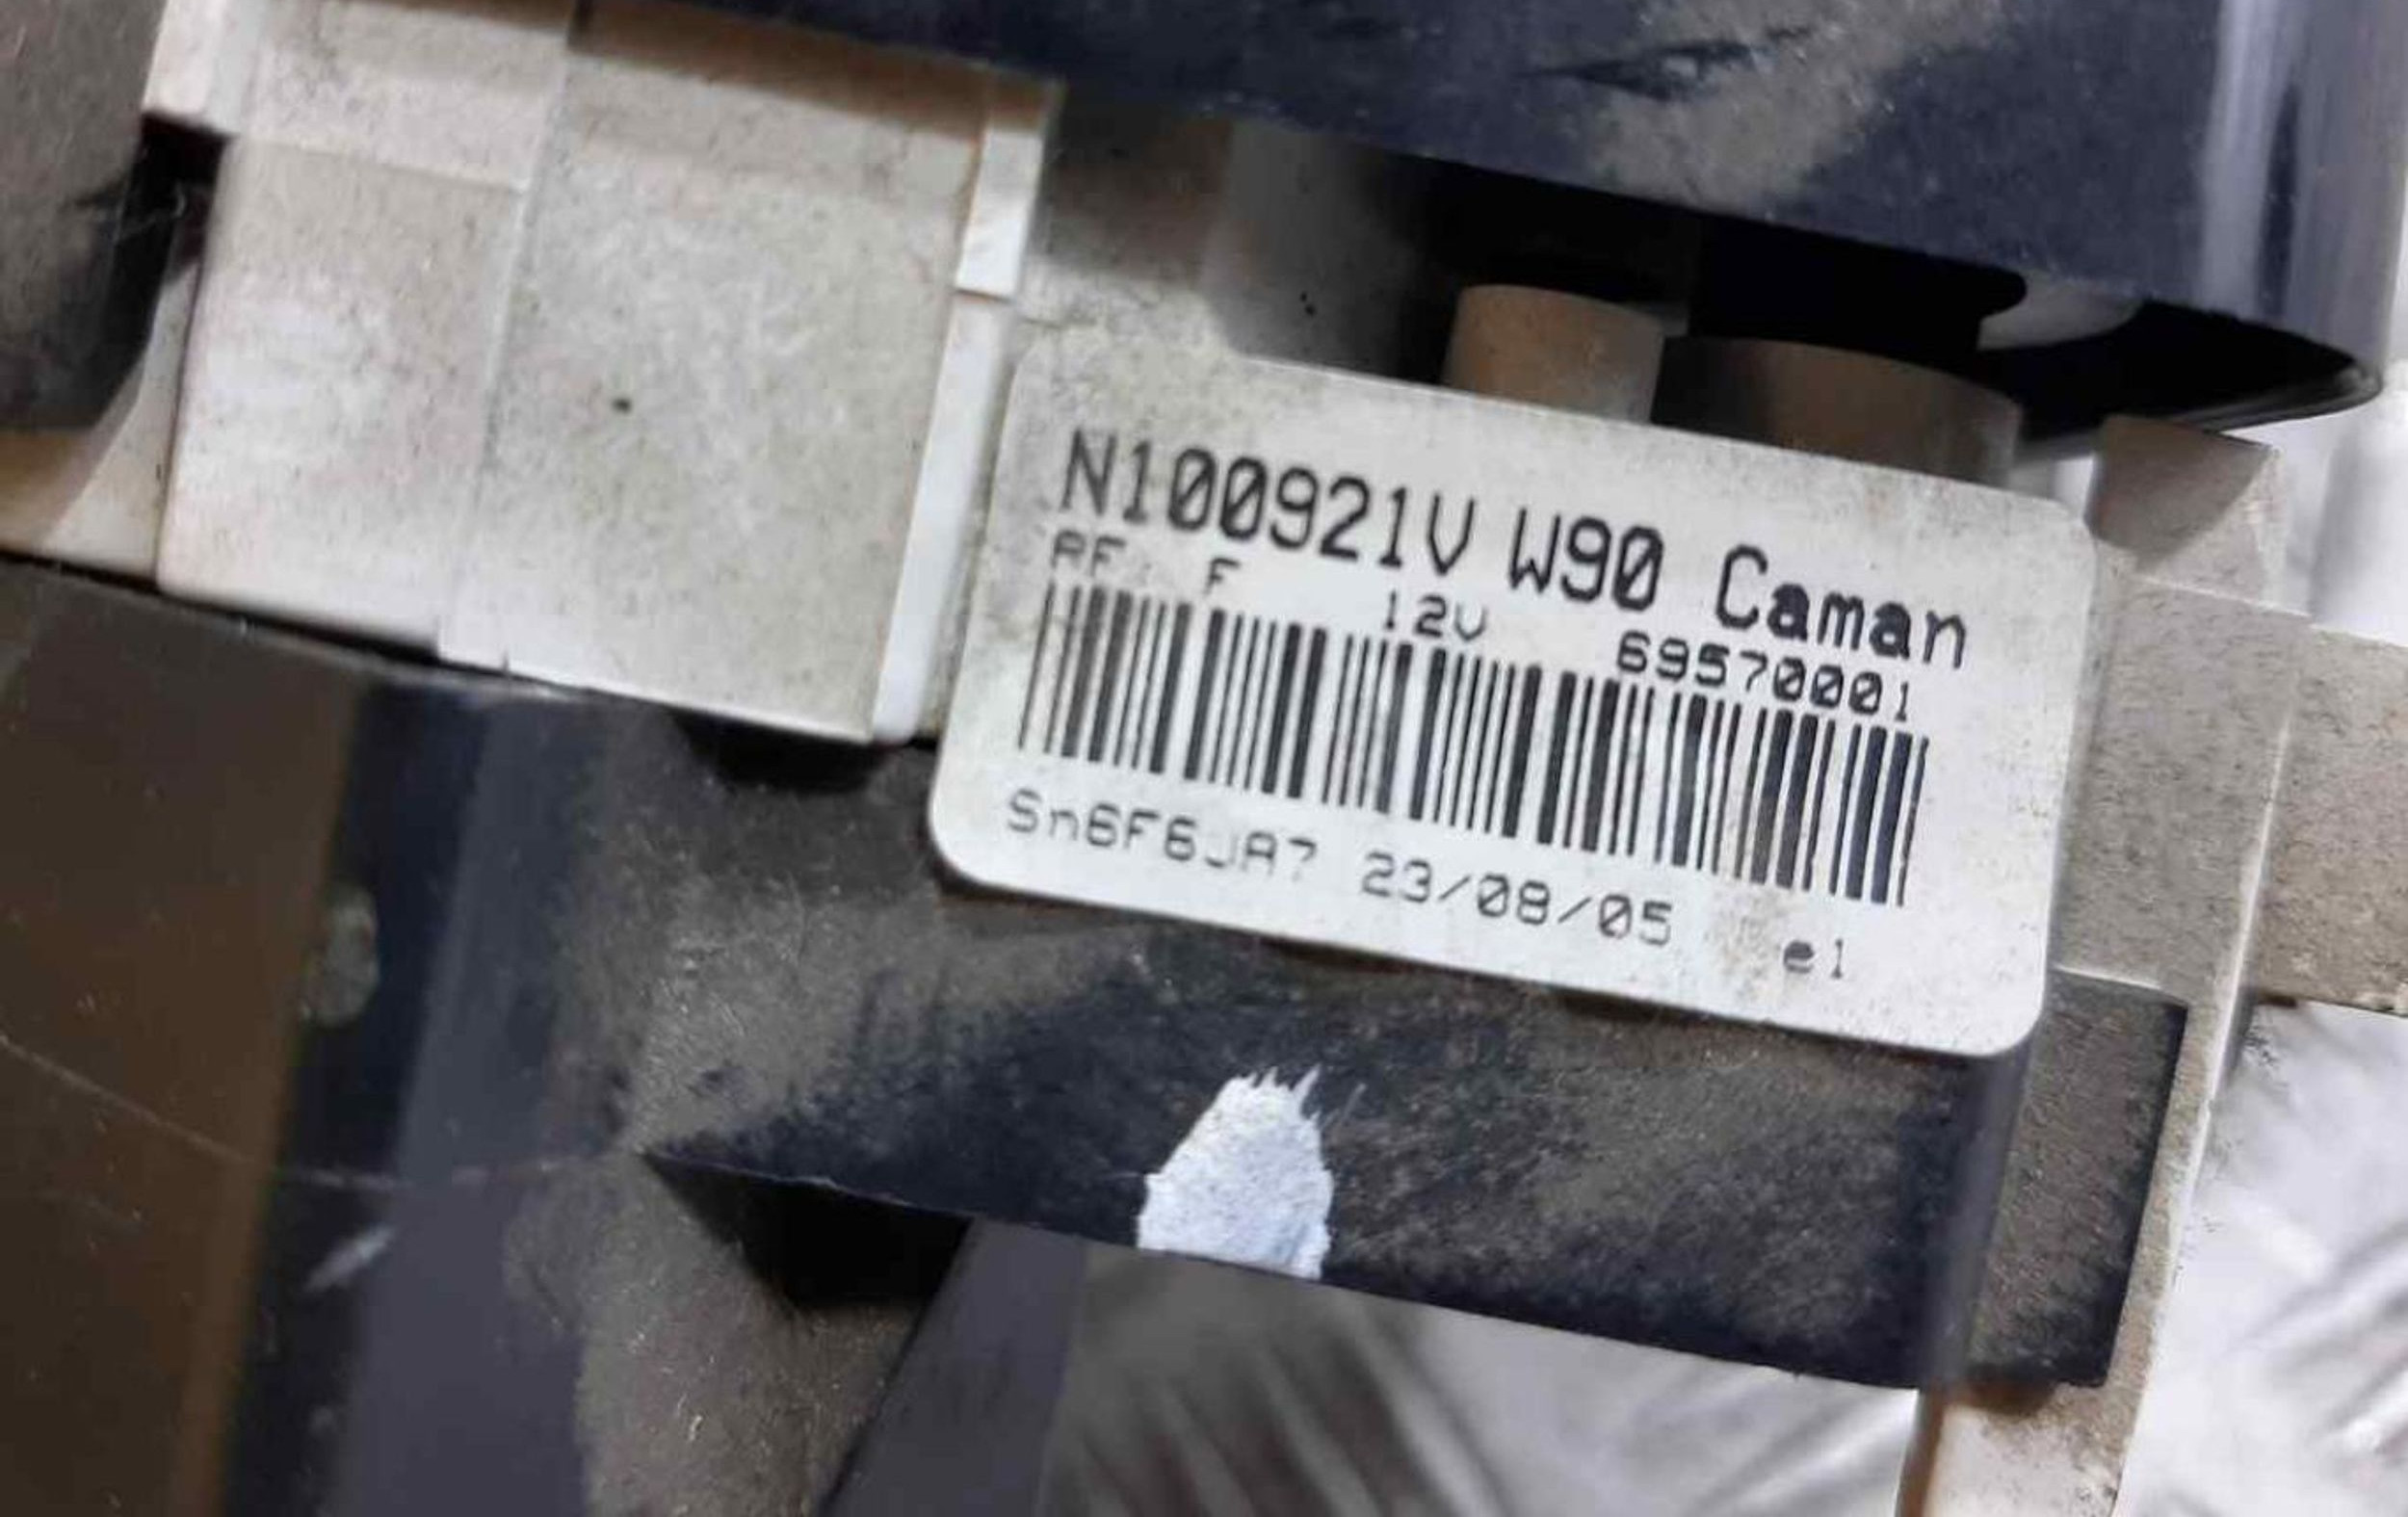 N100921V W90 Caman
AF: F 12V 69570001
Sn6F6JA7 23/08/05 e1